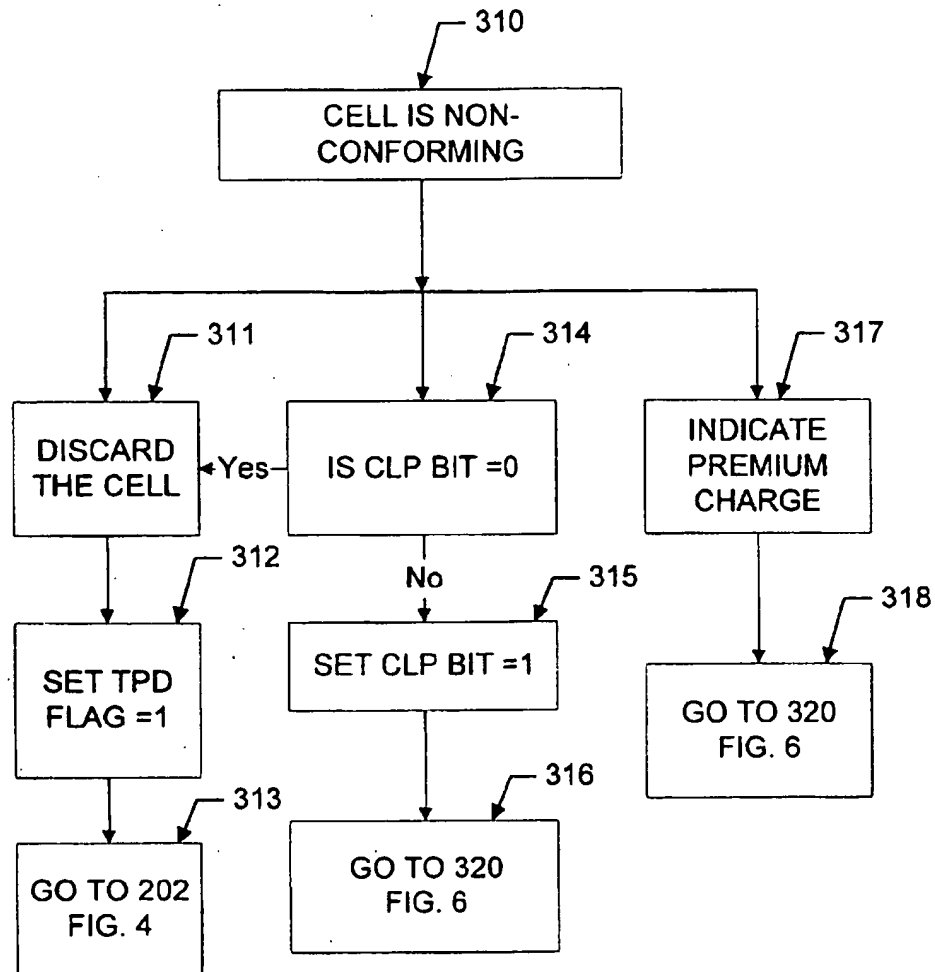 310
CELL IS NON-
CONFORMING
311
314
317
DISCARD
THE CELL
Yes
IS CLP BIT =0
INDICATE
PREMIUM
CHARGE
312
No
315
318
SET TPD
FLAG =1
SET CLP BIT =1
GO TO 320
FIG. 6
313
316
GO TO 202
FIG. 4
GO TO 320
FIG. 6